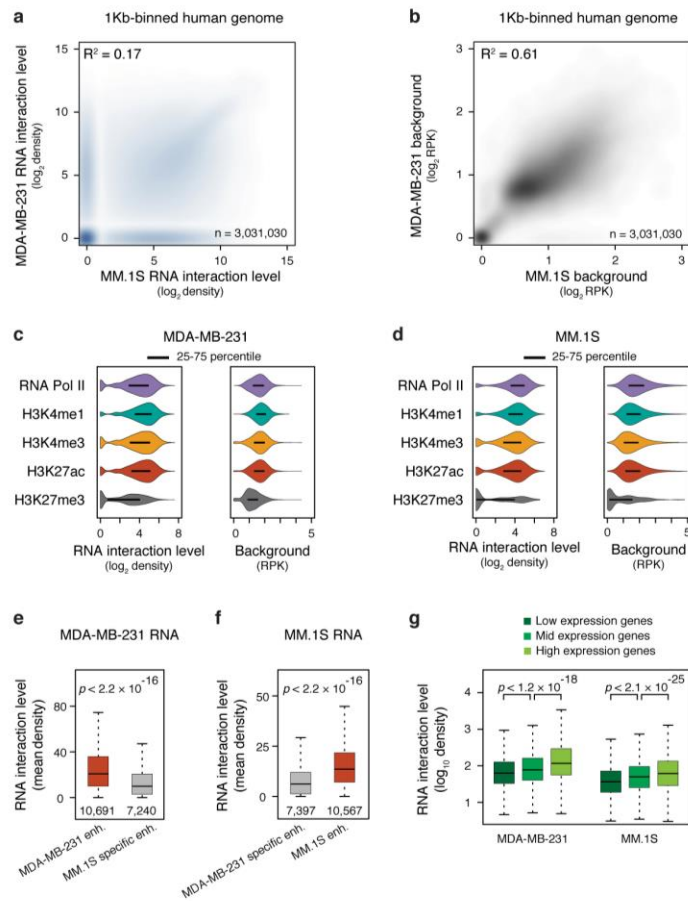 a
1Kb-binned human genome
R² = 0.17
15
10
5
0
0 5 10 15
n = 3,031,030
MDA-MB-231 RNA interaction level
(log₂ density)
MM.1S RNA interaction level
(log₂ density)
b
1Kb-binned human genome
R² = 0.61
3
2
1
0
0 1 2 3
n = 3,031,030
MDA-MB-231 background
(log₂ RPK)
MM.1S background
(log₂ RPK)
c
MDA-MB-231
25-75 percentile
RNA Pol II
H3K4me1
H3K4me3
H3K27ac
H3K27me3
0 4 8
0 4
RNA interaction level
(log₂ density)
Background
(RPK)
d
MM.1S
25-75 percentile
RNA Pol II
H3K4me1
H3K4me3
H3K27ac
H3K27me3
0 4 8
0 4
RNA interaction level
(log₂ density)
Background
(RPK)
e
MDA-MB-231 RNA
p < 2.2 × 10⁻¹⁶
80
40
20
0
RNA interaction level
(mean density)
10,691 7,240
MDA-MB-231 enh.
MM.1S specific enh.
f
MM.1S RNA
p < 2.2 × 10⁻¹⁶
50
25
0
RNA interaction level
(mean density)
7,397 10,567
MDA-MB-231 specific enh.
MM.1S enh.
g
Low expression genes
Mid expression genes
High expression genes
p < 1.2 × 10⁻¹⁸
p < 2.1 × 10⁻²⁵
4
3
2
1
RNA interaction level
(log₁₀ density)
MDA-MB-231
MM.1S